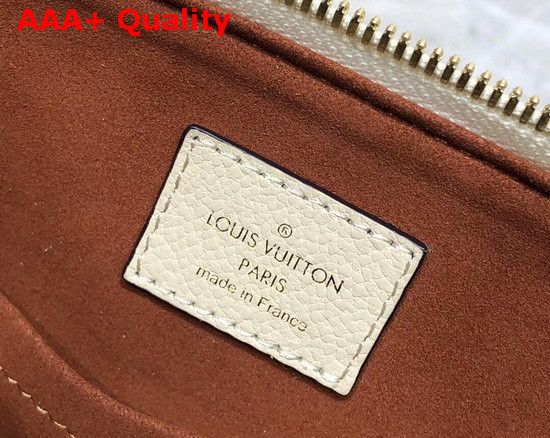 AAA+ Quality
®
LOUIS VUITTON
PARIS
made in France